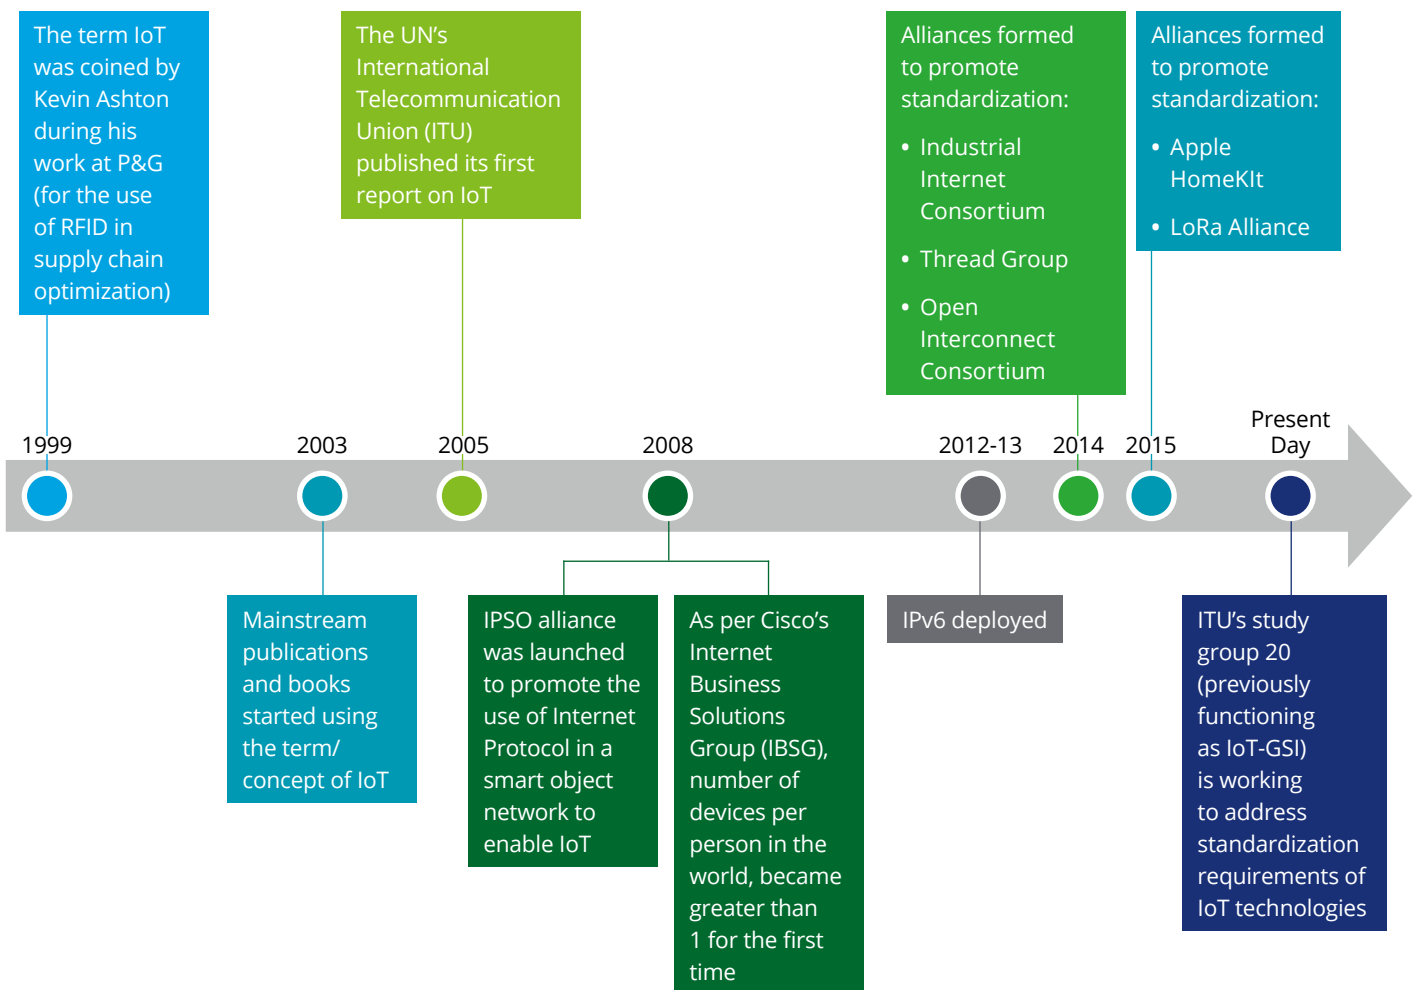 The term IoT
was coined by
Kevin Ashton
during his
work at P&G
(for the use
of RFID in
supply chain
optimization)
The UN’s
International
Telecommunication
Union (ITU)
published its first
report on IoT
Alliances formed
to promote
standardization:
• Industrial
Internet
Consortium
• Thread Group
• Open
Interconnect
Consortium
Alliances formed
to promote
standardization:
• Apple
HomeKIt
• LoRa Alliance
1999
2003
2005
2008
2012-13
2014
2015
Present
Day
Mainstream
publications
and books
started using
the term/
concept of IoT
IPSO alliance
was launched
to promote the
use of Internet
Protocol in a
smart object
network to
enable IoT
As per Cisco’s
Internet
Business
Solutions
Group (IBSG),
number of
devices per
person in the
world, became
greater than
1 for the first
time
IPv6 deployed
ITU’s study
group 20
(previously
functioning
as IoT-GSI)
is working
to address
standardization
requirements of
IoT technologies